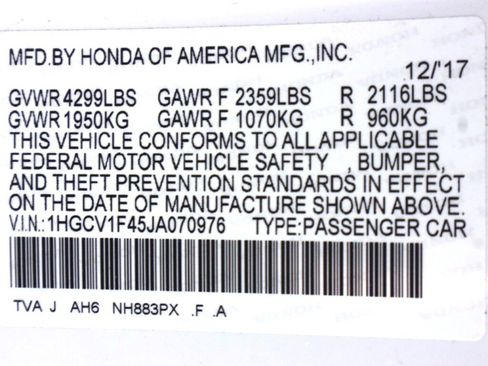 MFD.BY HONDA OF AMERICA MFG.,INC.
12/'17
GVWR 4299LBS GAWR F 2359LBS R 2116LBS
GVWR 1950KG GAWR F 1070KG R 960KG
THIS VEHICLE CONFORMS TO ALL APPLICABLE
FEDERAL MOTOR VEHICLE SAFETY , BUMPER,
AND THEFT PREVENTION STANDARDS IN EFFECT
ON THE DATE OF MANUFACTURE SHOWN ABOVE.
V.I.N.:1HGCV1F45JA070976 TYPE:PASSENGER CAR
TVA J AH6 NH883PX .F .A